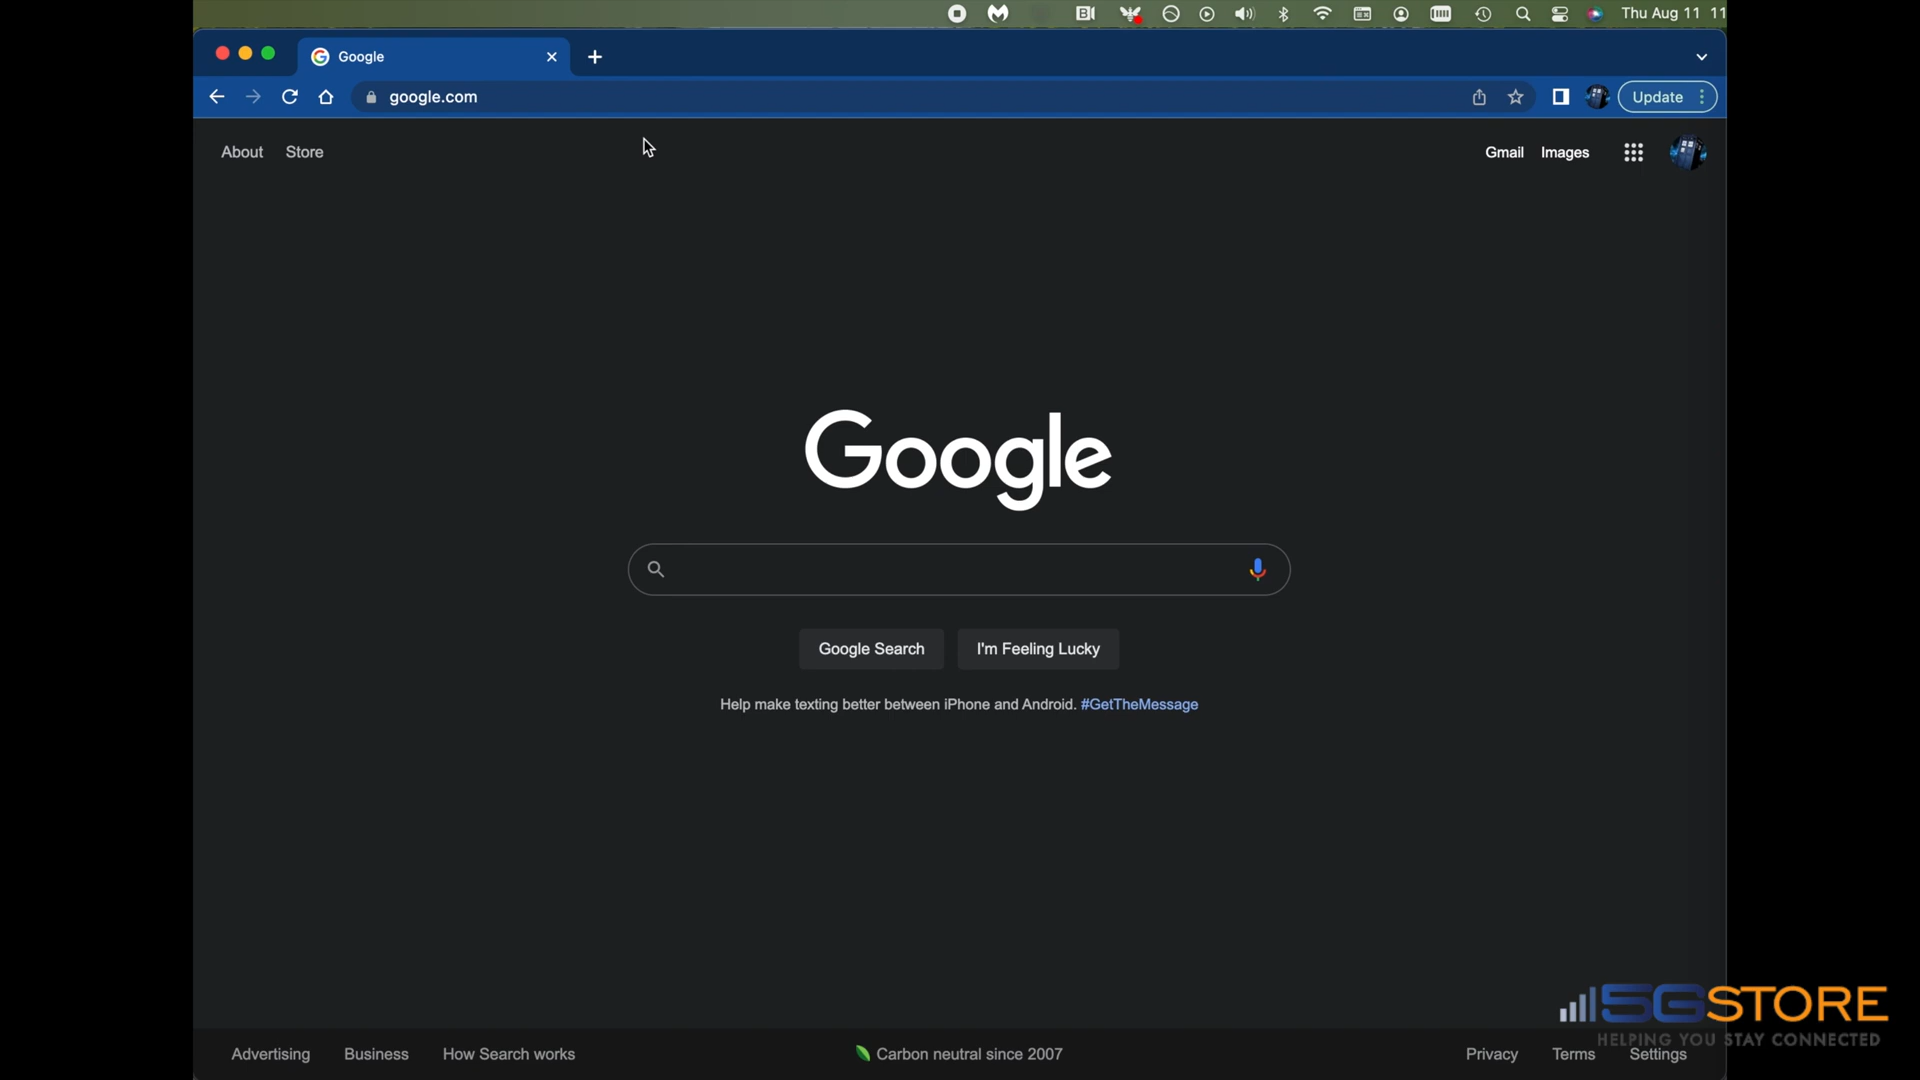 Thu Aug 11 11
Google
google.com
Update
About Store
Gmail Images
Google
Google Search I'm Feeling Lucky
Help make texting better between iPhone and Android. #GetTheMessage
5GSTORE
HELPING YOU STAY CONNECTED
Advertising Business How Search works
Carbon neutral since 2007
Privacy Terms Settings